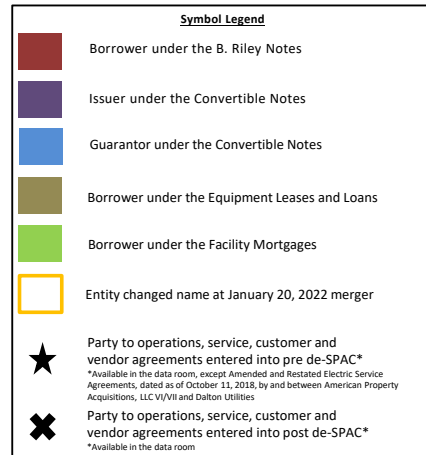 Symbol Legend
Borrower under the B. Riley Notes
Issuer under the Convertible Notes
Guarantor under the Convertible Notes
Borrower under the Equipment Leases and Loans
Borrower under the Facility Mortgages
Entity changed name at January 20, 2022 merger
Party to operations, service, customer and
vendor agreements entered into pre de-SPAC*
*Available in the data room, except Amended and Restated Electric Service
Agreements, dated as of October 11, 2018, by and between American Property
Acquisitions, LLC VI/VII and Dalton Utilities
Party to operations, service, customer and
vendor agreements entered into post de-SPAC*
*Available in the data room